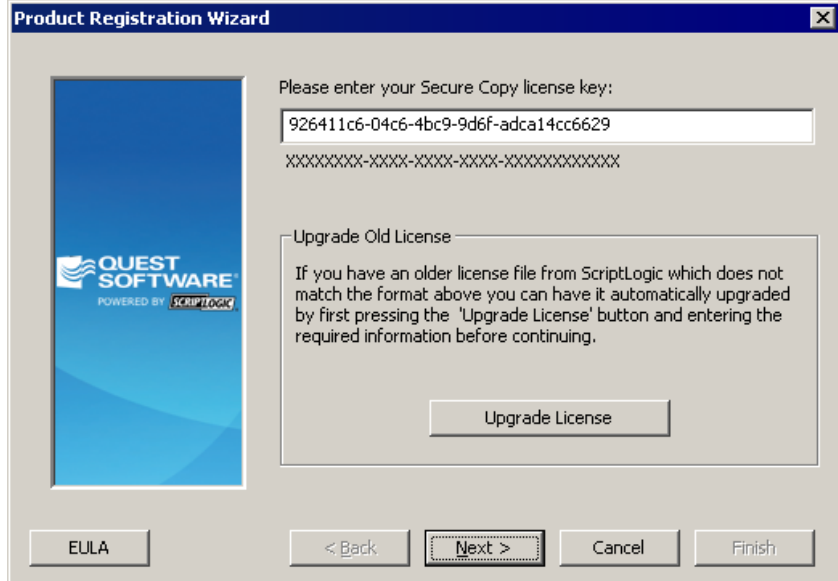 Product Registration Wizard
Please enter your Secure Copy license key:
926411c6-04c6-4bc9-9d6f-adca14cc6629
XXXXXXXX-XXXX-XXXX-XXXX-XXXXXXXXXXXX
Upgrade Old License
If you have an older license file from ScriptLogic which does not
match the format above you can have it automatically upgraded
by first pressing the 'Upgrade License' button and entering the
required information before continuing.
Upgrade License
QUEST
SOFTWARE®
POWERED BY SCRIPTLOGIC
EULA
< Back
Next >
Cancel
Finish